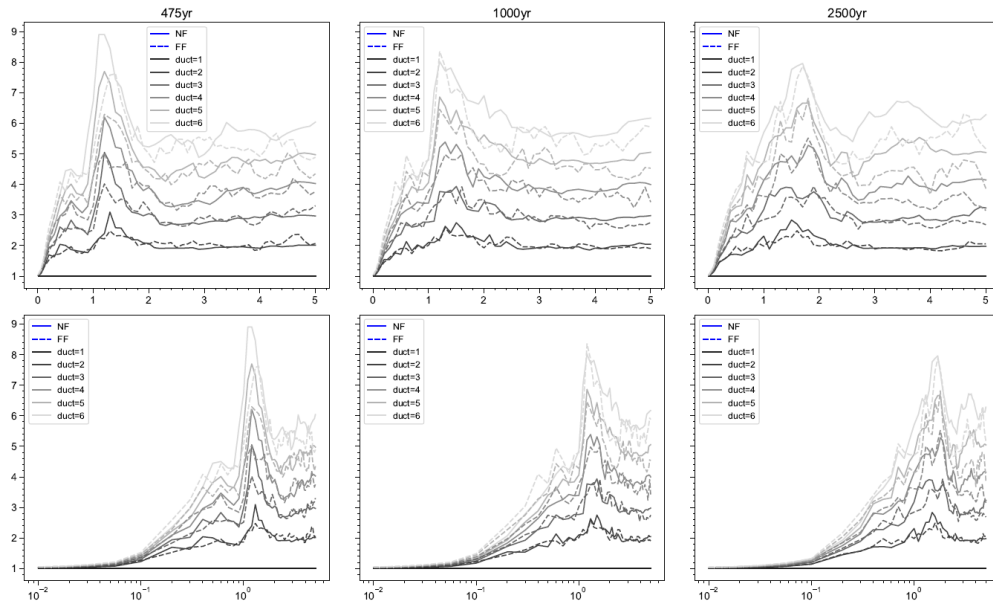 475yr 1000yr 2500yr
9
8
7
6
5
4
3
2
1
NF
FF
duct=1
duct=2
duct=3
duct=4
duct=5
duct=6
NF
FF
duct=1
duct=2
duct=3
duct=4
duct=5
duct=6
NF
FF
duct=1
duct=2
duct=3
duct=4
duct=5
duct=6
0 1 2 3 4 5 0 1 2 3 4 5 0 1 2 3 4 5
9
8
7
6
5
4
3
2
1
NF
FF
duct=1
duct=2
duct=3
duct=4
duct=5
duct=6
NF
FF
duct=1
duct=2
duct=3
duct=4
duct=5
duct=6
NF
FF
duct=1
duct=2
duct=3
duct=4
duct=5
duct=6
10⁻² 10⁻¹ 10⁰ 10⁻² 10⁻¹ 10⁰ 10⁻² 10⁻¹ 10⁰